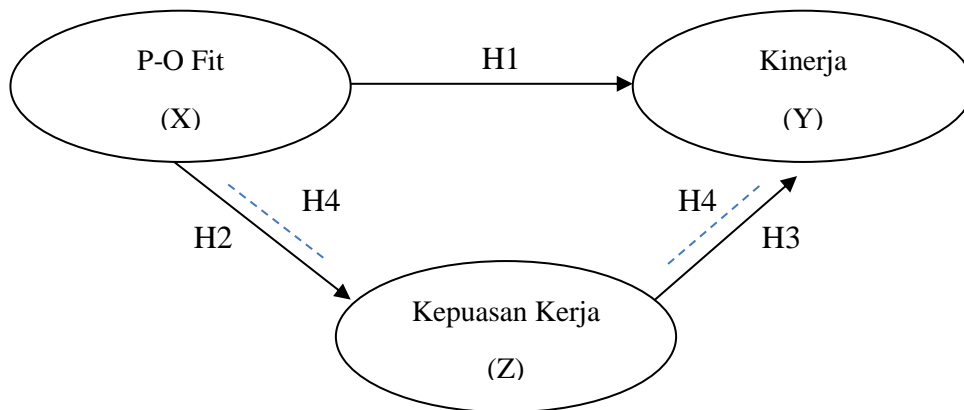 P-O Fit
(X)
H1
Kinerja
(Y)
H4
H2
H4
H3
Kepuasan Kerja
(Z)